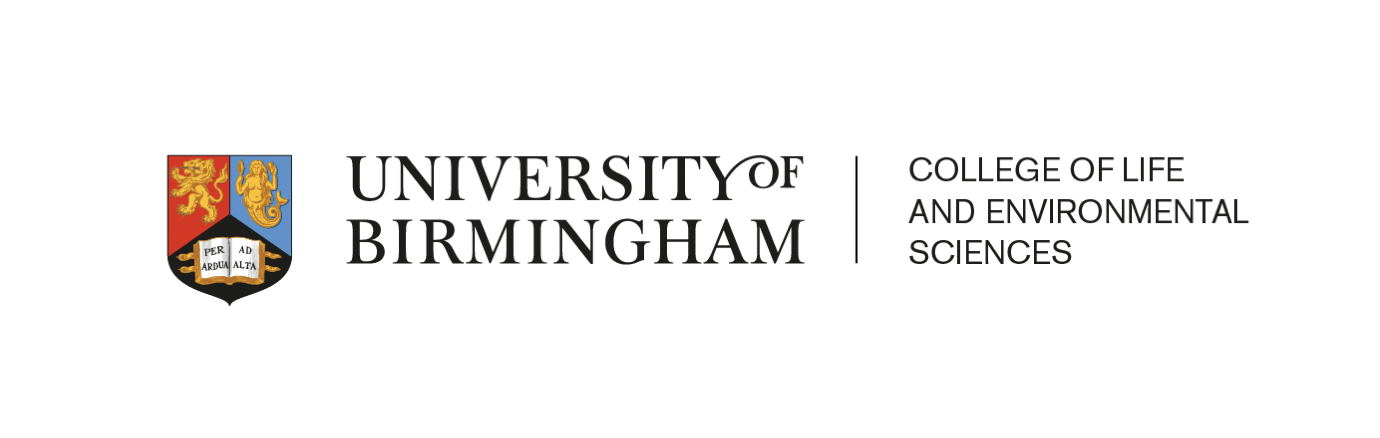 PER AD
ARDUA ALTA
UNIVERSITY OF
BIRMINGHAM
COLLEGE OF LIFE
AND ENVIRONMENTAL
SCIENCES